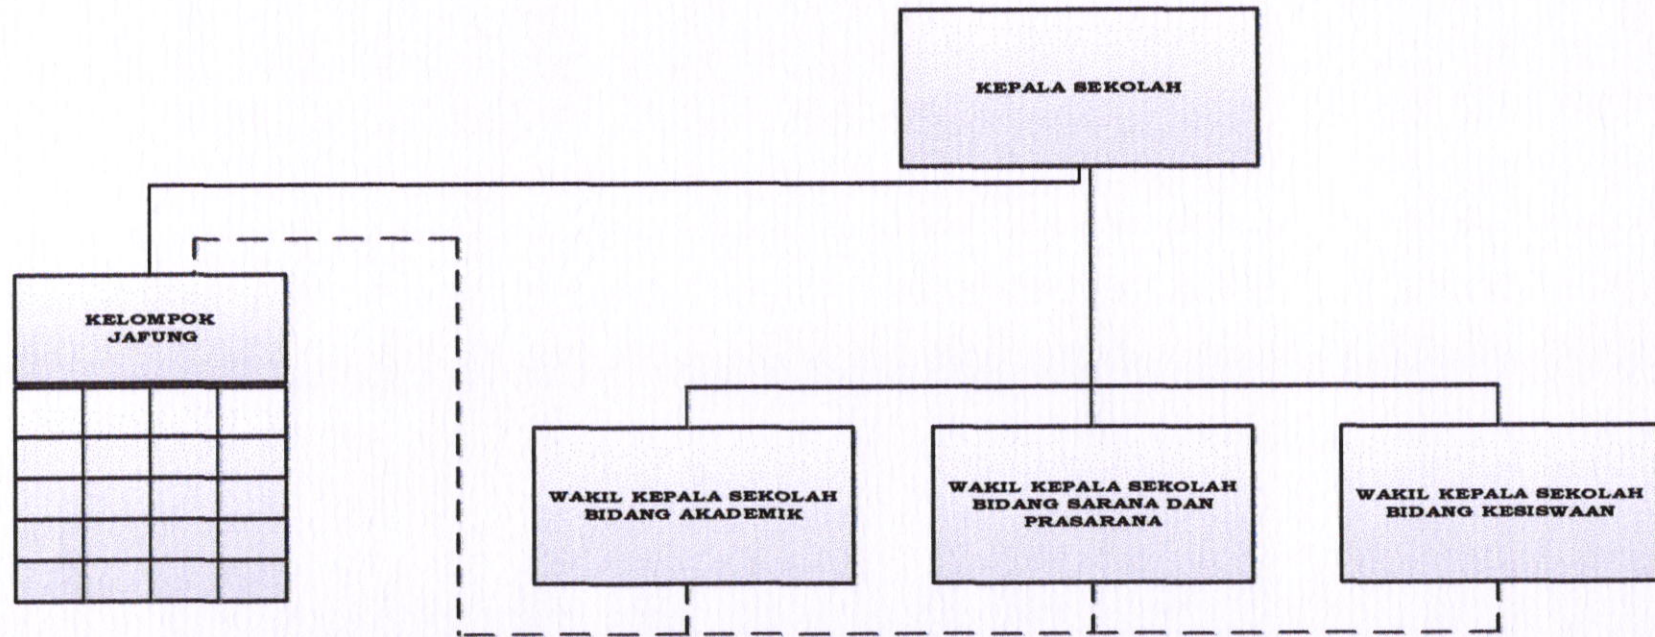 KEPALA SEKOLAH
KELOMPOK
JAFUNG
WAKIL KEPALA SEKOLAH
BIDANG AKADEMIK
WAKIL KEPALA SEKOLAH
BIDANG SARANA DAN
PRASARANA
WAKIL KEPALA SEKOLAH
BIDANG KESISWAAN